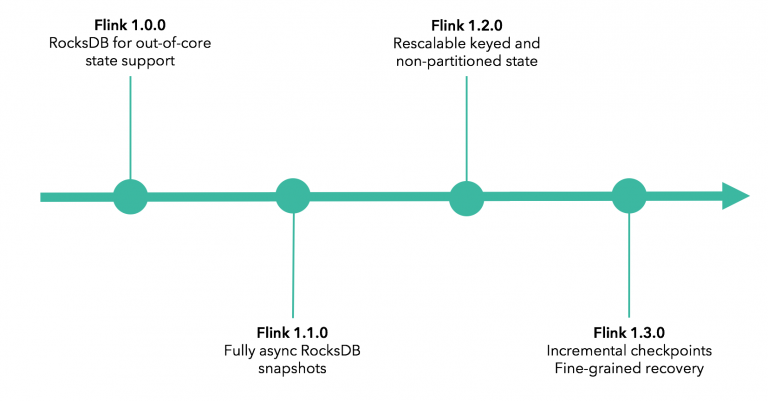 Flink 1.0.0
RocksDB for out-of-core
state support
Flink 1.1.0
Fully async RocksDB
snapshots
Flink 1.2.0
Rescalable keyed and
non-partitioned state
Flink 1.3.0
Incremental checkpoints
Fine-grained recovery